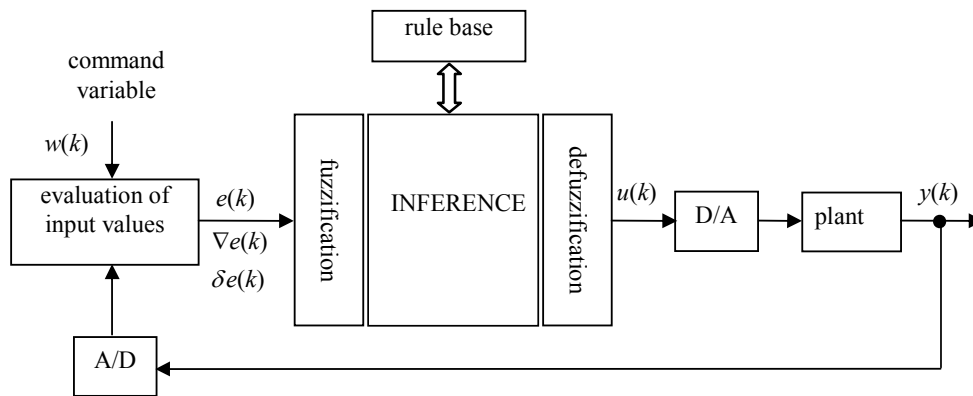 rule base
command
variable
w(k)
evaluation of
input values
e(k)
∇e(k)
δe(k)
fuzzification
INFERENCE
defuzzification
u(k)
D/A
plant
y(k)
A/D